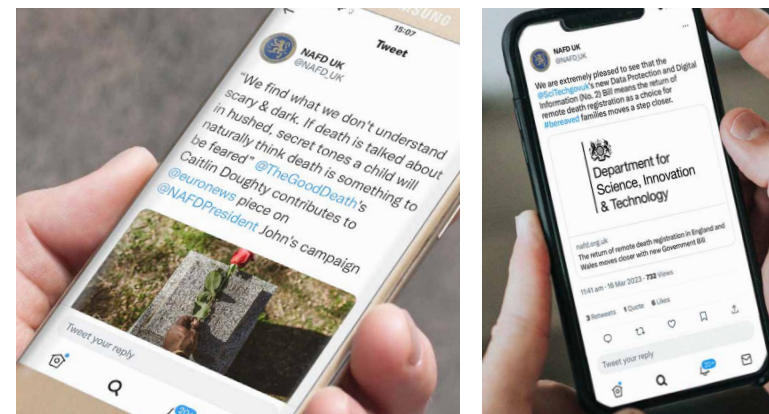 SAMSUNG
15:07
Tweet
NAFD UK
@NAFD_UK
“We find what we don’t understand
scary & dark. If death is talked about
in hushed, secret tones a child will
naturally think death is something to
be feared” @TheGoodDeath's
Caitlin Doughty contributes to
@euronews piece on
@NAFDPresident John's campaign
Tweet your reply
20+
NAFD UK
@NAFD_UK
We are extremely pleased to see that the
@SciTechgovuk's new Data Protection and Digital
Information (No. 2) Bill means the return of
remote death registration as a choice for
#bereaved families moves a step closer.
Department for
Science, Innovation
& Technology
nafd.org.uk
The return of remote death registration in England and
Wales moves closer with new Government Bill
11:41 am · 16 Mar 2023 · 732 Views
3 Retweets 1 Quote 6 Likes
Tweet your reply
20+